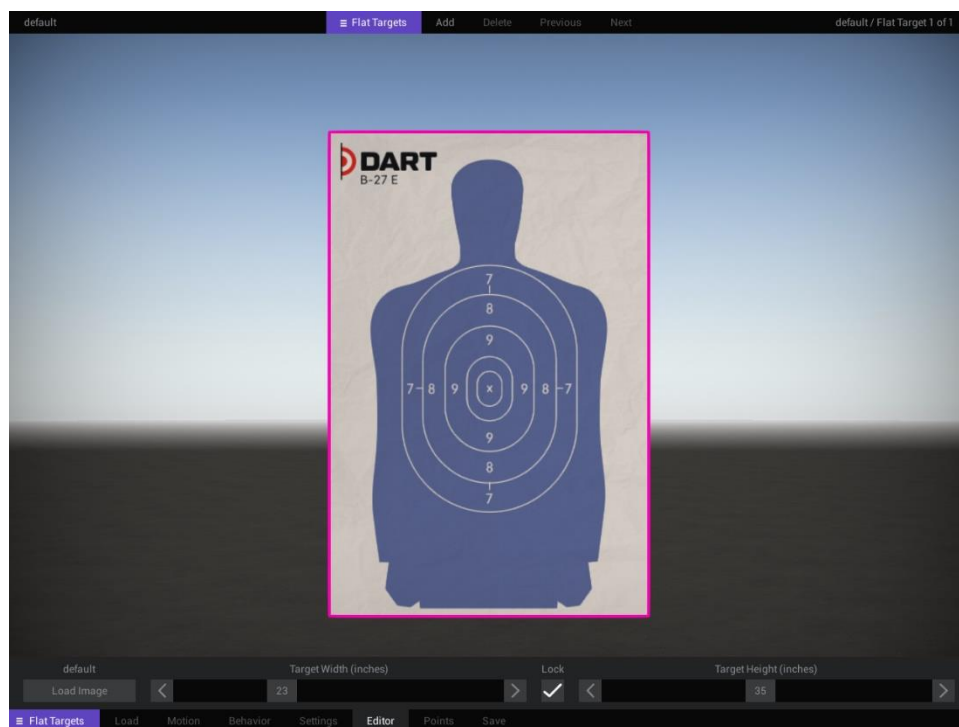 default
≡ Flat Targets Add Delete Previous Next
default / Flat Target 1 of 1
DART
B-27 E
7
8
9
7 8 9 x 9 8 7
9
8
7
default
Target Width (inches)
Lock
Target Height (inches)
Load Image
23
35
≡ Flat Targets Load Motion Behavior Settings Editor Points Save